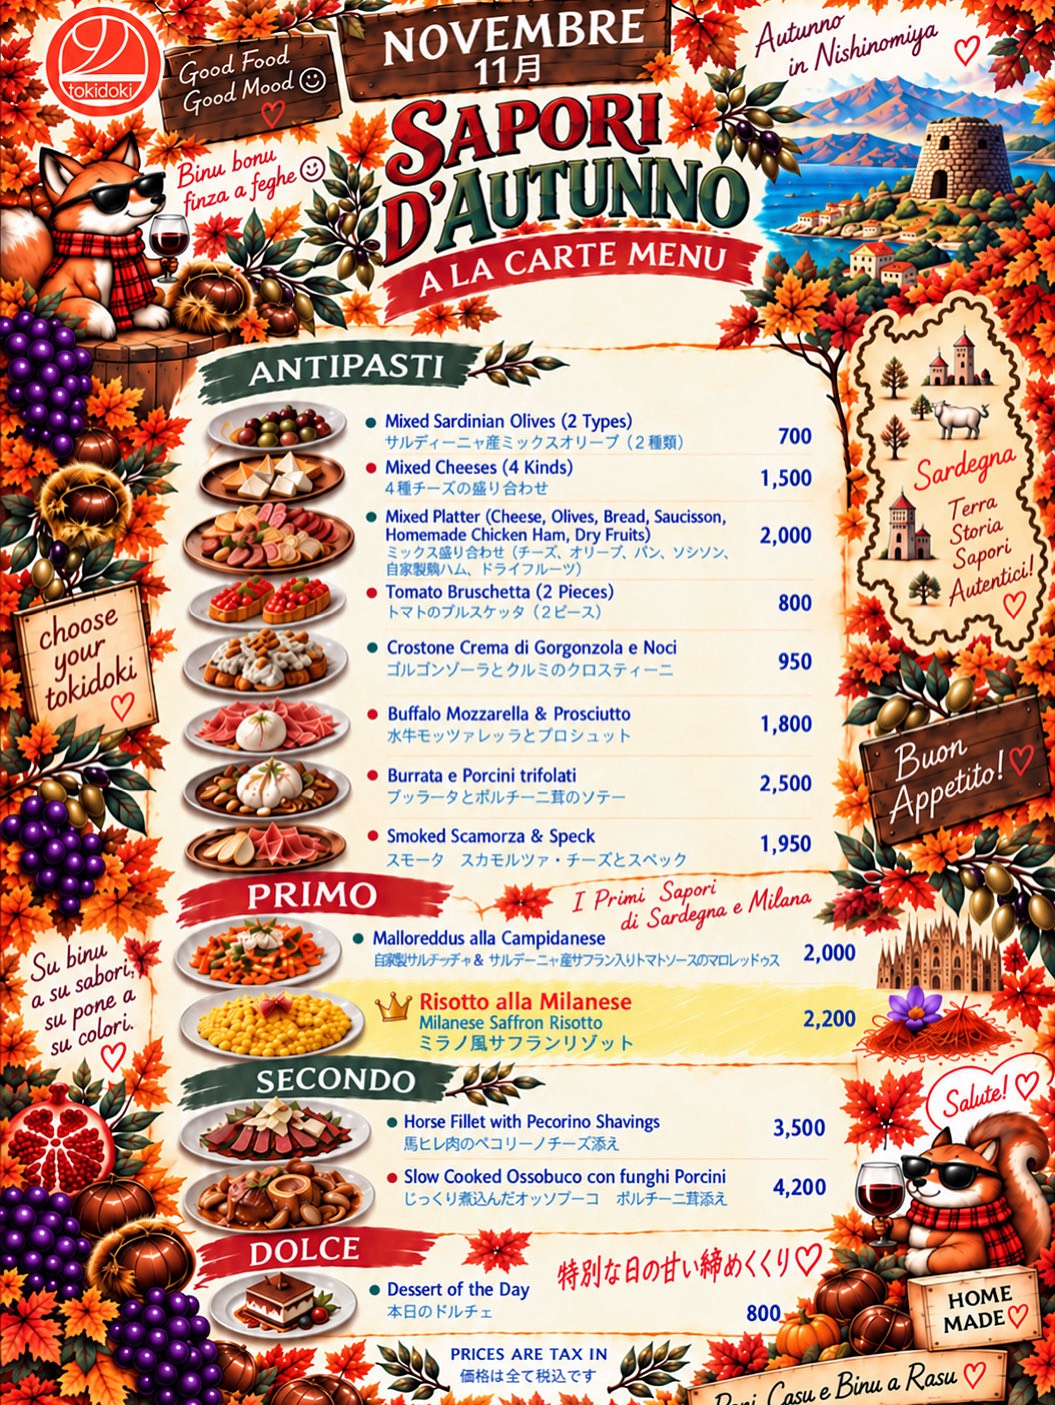 tokidoki
Good Food
Good Mood
NOVEMBRE
11月
Autunno
in Nishinomiya
Binu bonu
finza a feghe
SAPORI
D'AUTUNNO
A LA CARTE MENU
ANTIPASTI
Mixed Sardinian Olives (2 Types)
サルディーニャ産ミックスオリーブ（２種類）
700
Mixed Cheeses (4 Kinds)
４種チーズの盛り合わせ
1,500
Mixed Platter (Cheese, Olives, Bread, Saucisson,
Homemade Chicken Ham, Dry Fruits)
ミックス盛り合わせ（チーズ、オリーブ、パン、ソシソン、
自家製鶏ハム、ドライフルーツ）
2,000
Tomato Bruschetta (2 Pieces)
トマトのブルスケッタ（２ピース）
800
Crostone Crema di Gorgonzola e Noci
ゴルゴンゾーラとクルミのクロスティーニ
950
Buffalo Mozzarella & Prosciutto
水牛モッツァレッラとプロシュット
1,800
Burrata e Porcini trifolati
ブッラータとポルチーニ茸のソテー
2,500
Smoked Scamorza & Speck
スモーク　スカモルツァ・チーズとスペック
1,950
Sardegna
Terra
Storia
Sapori
Autentici!
choose
your
tokidoki
Buon
Appetito!
PRIMO
I Primi Sapori
di Sardegna e Milana
Malloreddus alla Campidanese
自家製サルチッヂャ& サルデーニャ産サフラン入りトマトソースのマロレッドゥス
2,000
Risotto alla Milanese
Milanese Saffron Risotto
ミラノ風サフランリゾット
2,200
Su binu
a su sabori,
su pone a
su colori.
SECONDO
Horse Fillet with Pecorino Shavings
馬ヒレ肉のペコリーノチーズ添え
3,500
Slow Cooked Ossobuco con funghi Porcini
じっくり煮込んだオッソブーコ　ポルチーニ茸添え
4,200
Salute!
DOLCE
特別な日の甘い締めくくり
Dessert of the Day
本日のドルチェ
800
HOME
MADE
PRICES ARE TAX IN
価格は全て税込です
Casu e Binu a Rasu